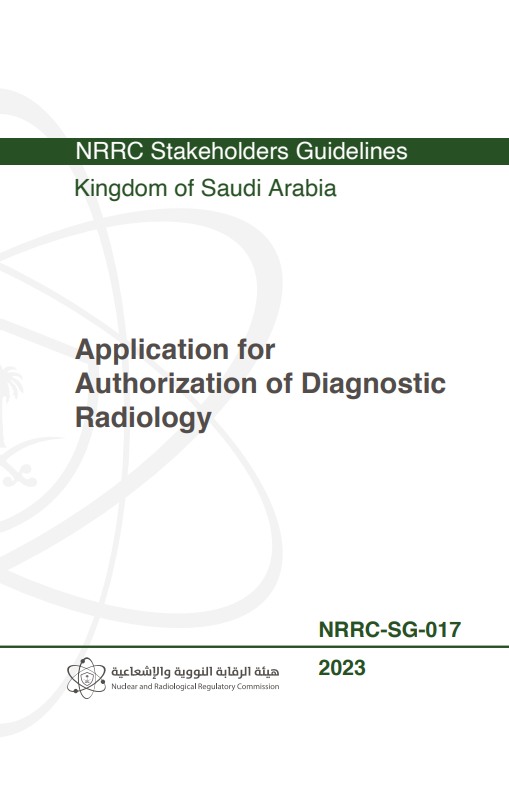 NRRC Stakeholders Guidelines
Kingdom of Saudi Arabia
Application for
Authorization of Diagnostic
Radiology
NRRC-SG-017
2023
هيئة الرقابة النووية والإشعاعية
Nuclear and Radiological Regulatory Commission